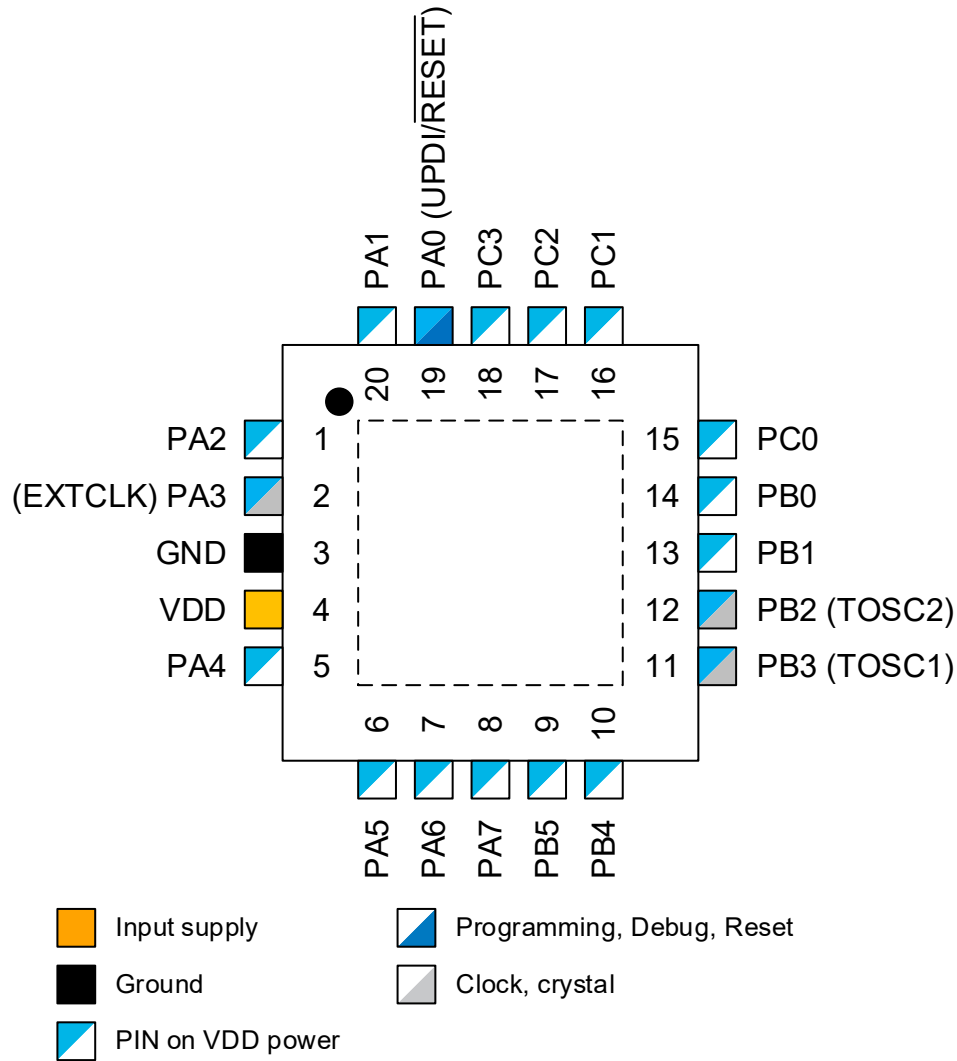 PA0 (UPDI/RESET)
PA1
PC3
PC2
PC1
20
19
18
17
16
PA2
1
15
PC0
(EXTCLK) PA3
2
14
PB0
GND
3
13
PB1
VDD
4
12
PB2 (TOSC2)
PA4
5
11
PB3 (TOSC1)
6
7
8
9
10
PA5
PA6
PA7
PB5
PB4
Input supply
Programming, Debug, Reset
Ground
Clock, crystal
PIN on VDD power